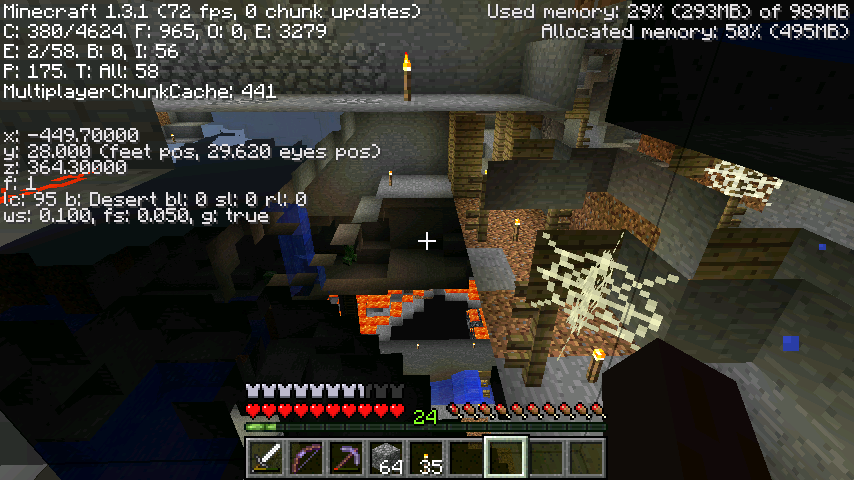 Minecraft 1.3.1 (72 fps, 0 chunk updates)
C: 380/4624. F: 965, O: 0, E: 3279
E: 2/58. B: 0, I: 56
P: 175. T: All: 58
MultiplayerChunkCache: 441
Used memory: 29% (293MB) of 989MB
Allocated memory: 50% (495MB)
x: -449.70000
y: 28.000 (feet pos, 29.620 eyes pos)
z: 364.30000
f: 1
lc: 95 b: Desert bl: 0 sl: 0 rl: 0
ws: 0.100, fs: 0.050, g: true
24
64
35